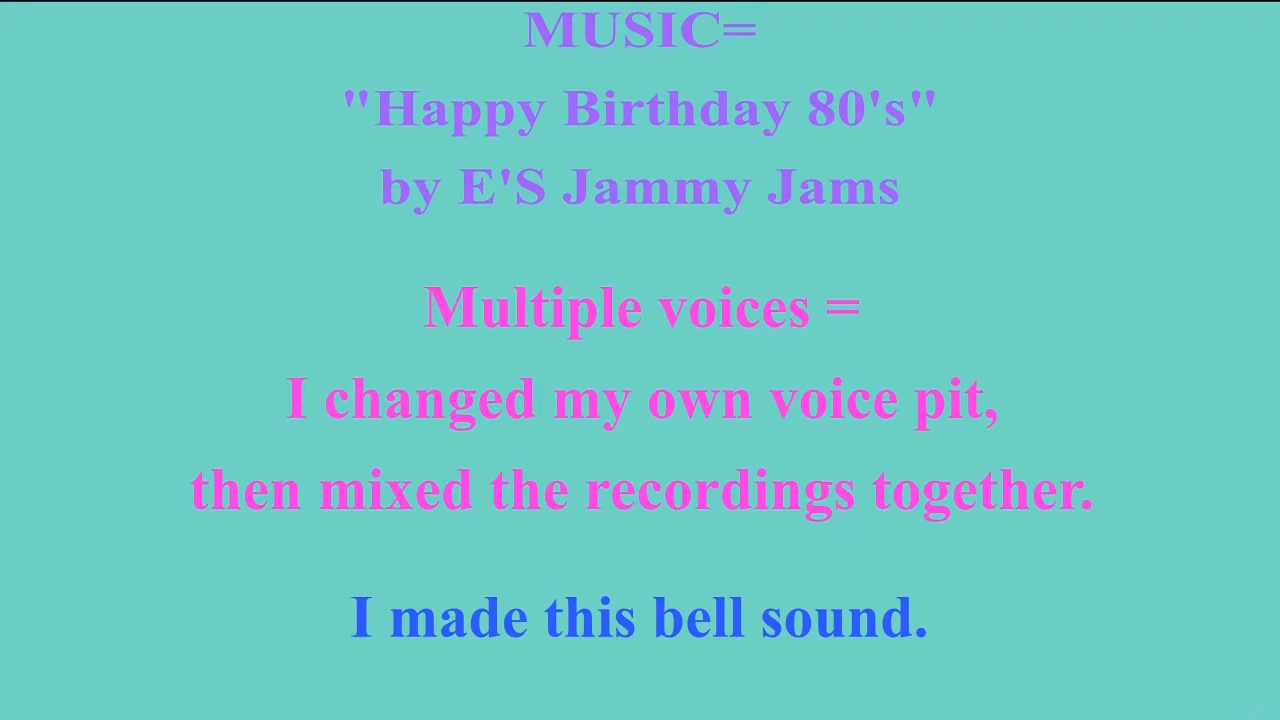 MUSIC=
"Happy Birthday 80's"
by E'S Jammy Jams
Multiple voices =
I changed my own voice pit,
then mixed the recordings together.
I made this bell sound.